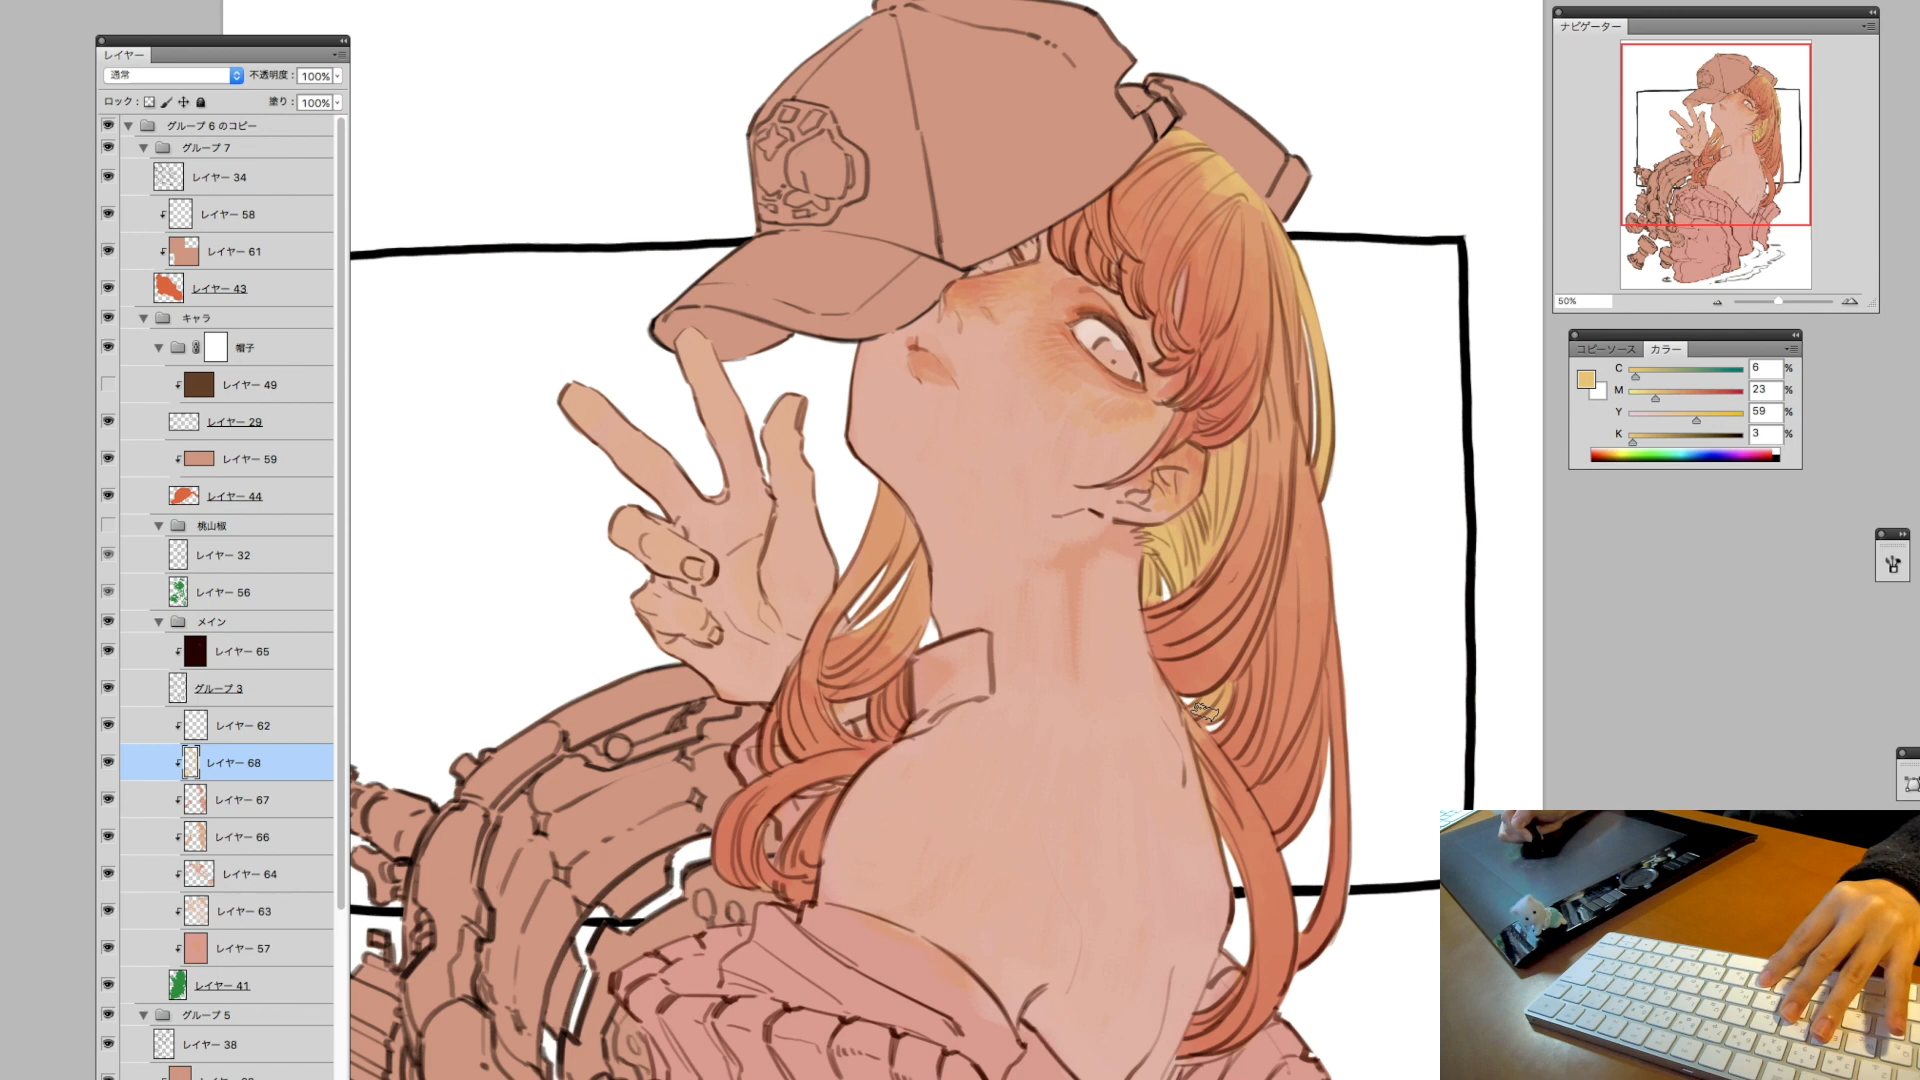 レイヤー
通常
不透明度 : 100%
ロック :
塗り : 100%
グループ 6 のコピー
グループ 7
レイヤー 34
レイヤー 58
レイヤー 61
レイヤー 43
キャラ
帽子
レイヤー 49
レイヤー 29
レイヤー 59
レイヤー 44
桃山椒
レイヤー 32
レイヤー 56
メイン
レイヤー 65
グループ 3
レイヤー 62
レイヤー 68
レイヤー 67
レイヤー 66
レイヤー 64
レイヤー 63
レイヤー 57
レイヤー 41
グループ 5
レイヤー 38
ナビゲーター
50%
コピーソース
カラー
C 6 %
M 23 %
Y 59 %
K 3 %